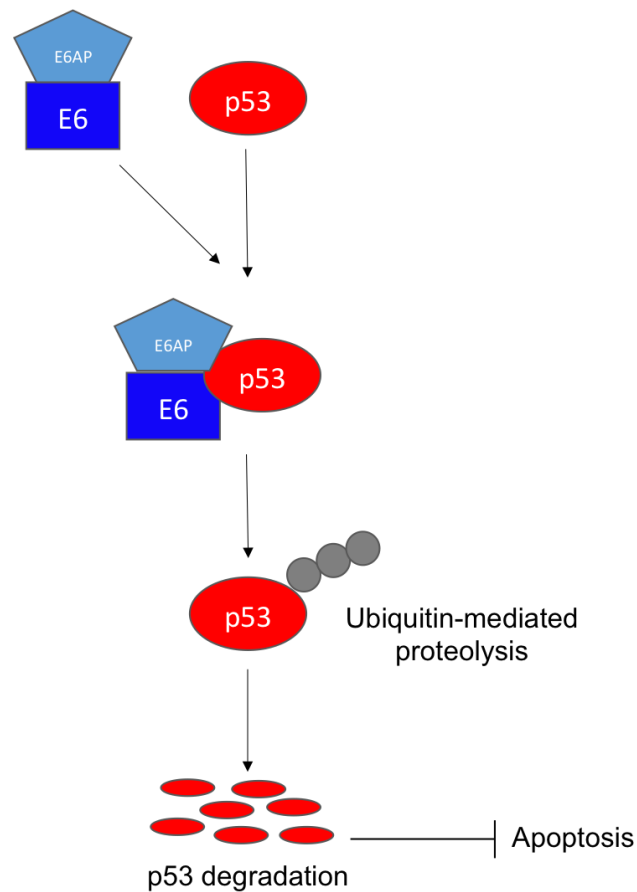 E6AP
E6
p53
E6AP
E6
p53
p53
Ubiquitin-mediated
proteolysis
Apoptosis
p53 degradation